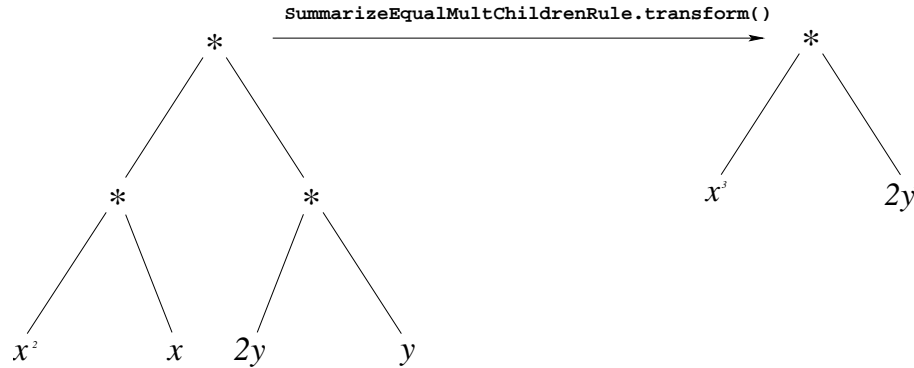 SummarizeEqualMultChildrenRule.transform()
* *
* * x³ 2y
x² x 2y y